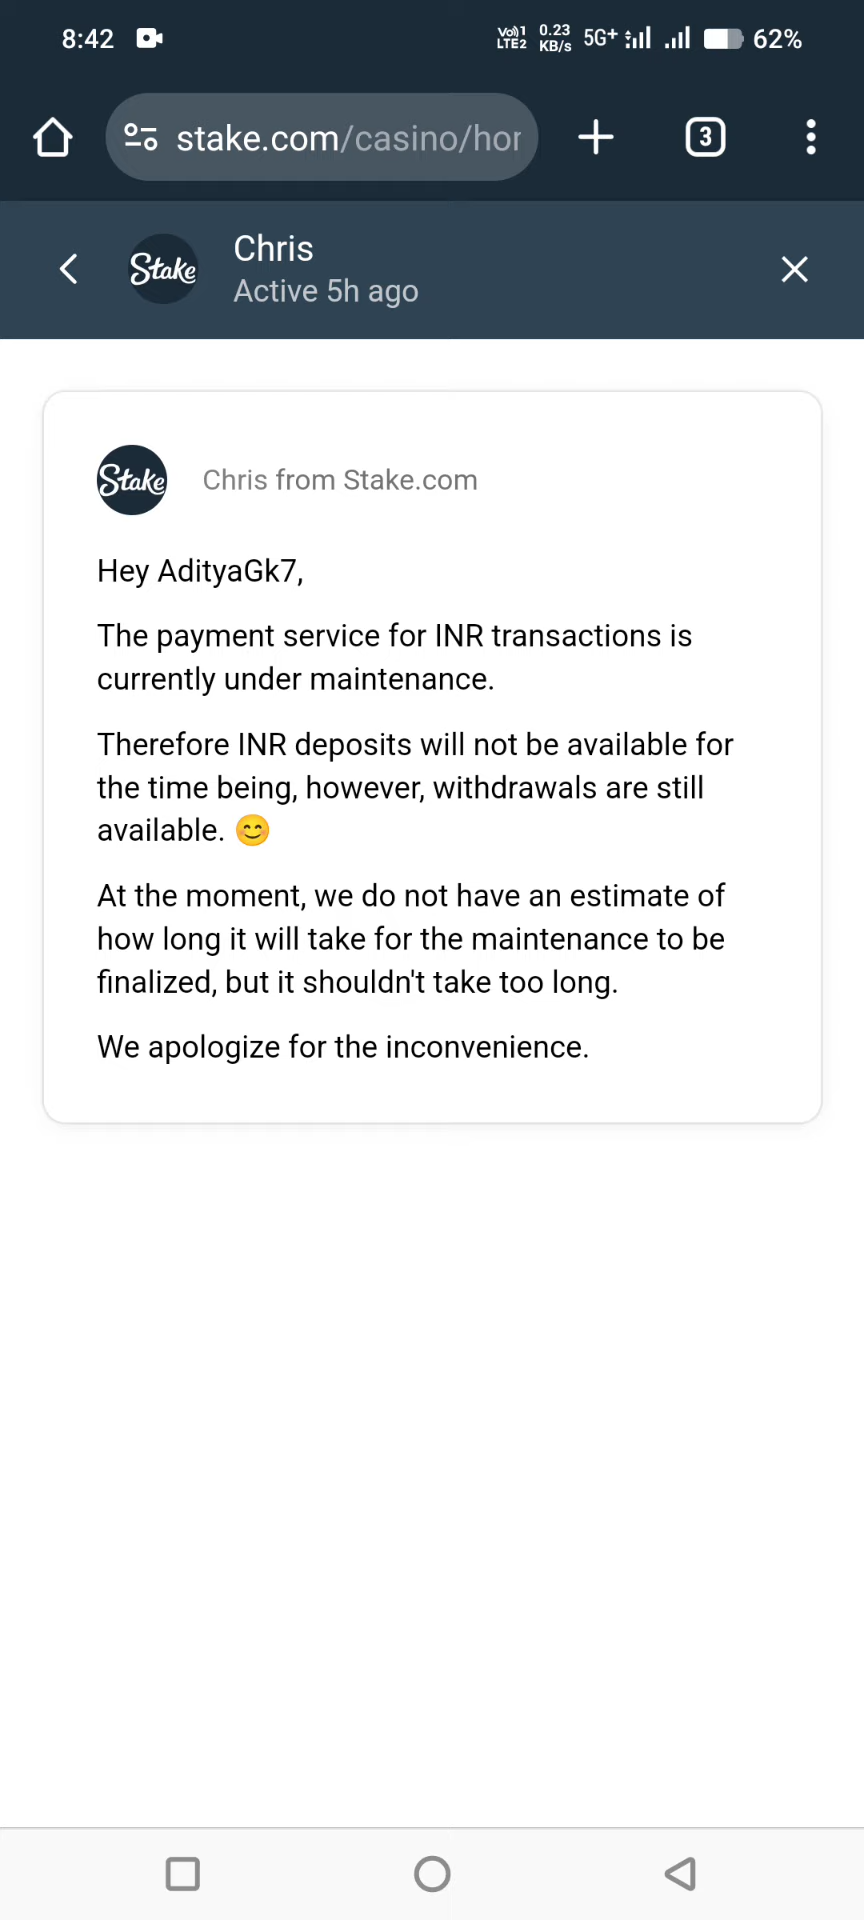 8:42 Vo))1 LTE2 0.23 KB/s 5G+ 62%
stake.com/casino/hor 3
Stake Chris
Active 5h ago
Stake Chris from Stake.com
Hey AdityaGk7,
The payment service for INR transactions is
currently under maintenance.
Therefore INR deposits will not be available for
the time being, however, withdrawals are still
available. 😊
At the moment, we do not have an estimate of
how long it will take for the maintenance to be
finalized, but it shouldn't take too long.
We apologize for the inconvenience.